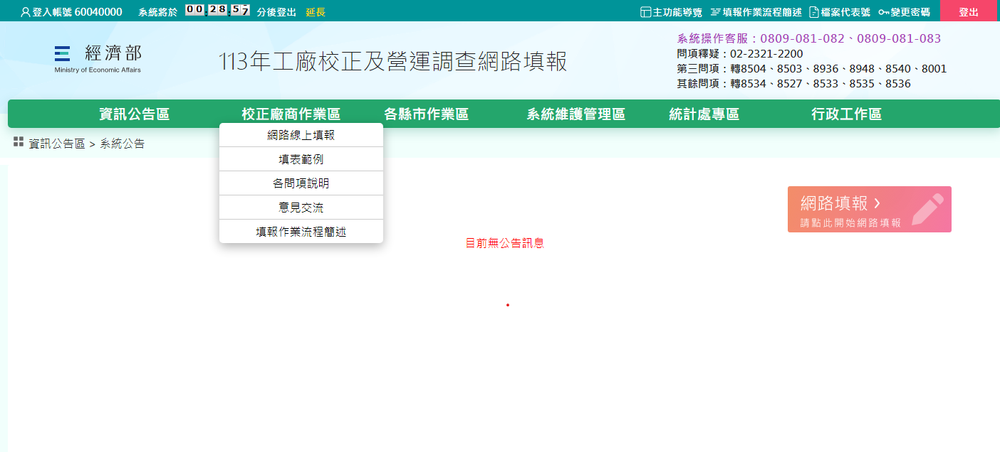 登入帳號 60040000 系統將於 00:28:57 分後登出 延長 主功能導覽 填報作業流程簡述 檔案代表號 變更密碼 登出
經濟部
Ministry of Economic Affairs
113年工廠校正及營運調查網路填報
系統操作客服：0809-081-082、0809-081-083
問項釋疑：02-2321-2200
第三問項：轉8504、8503、8936、8948、8540、8001
其餘問項：轉8534、8527、8533、8535、8536
資訊公告區 校正廠商作業區 各縣市作業區 系統維護管理區 統計處專區 行政工作區
網路線上填報
填表範例
各問項說明
意見交流
填報作業流程簡述
資訊公告區 > 系統公告
網路填報 ›
請點此開始網路填報
目前無公告訊息